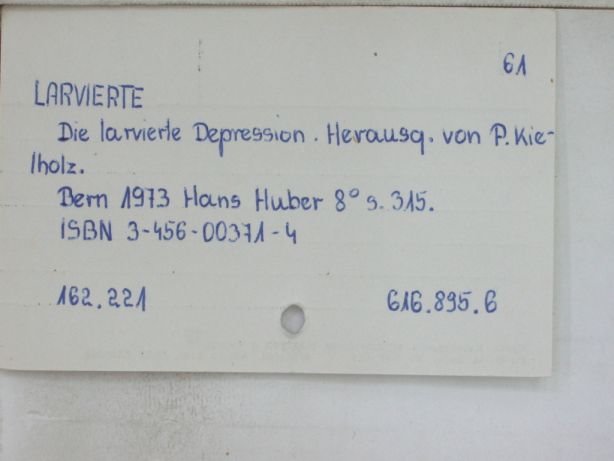 61
LARVIERTE
Die larvierte Depression. Herausg. von P. Kie-
lholz.
Bern 1973 Hans Huber 8° s. 315.
ISBN 3-456-00371-4
162.221
616.895.6